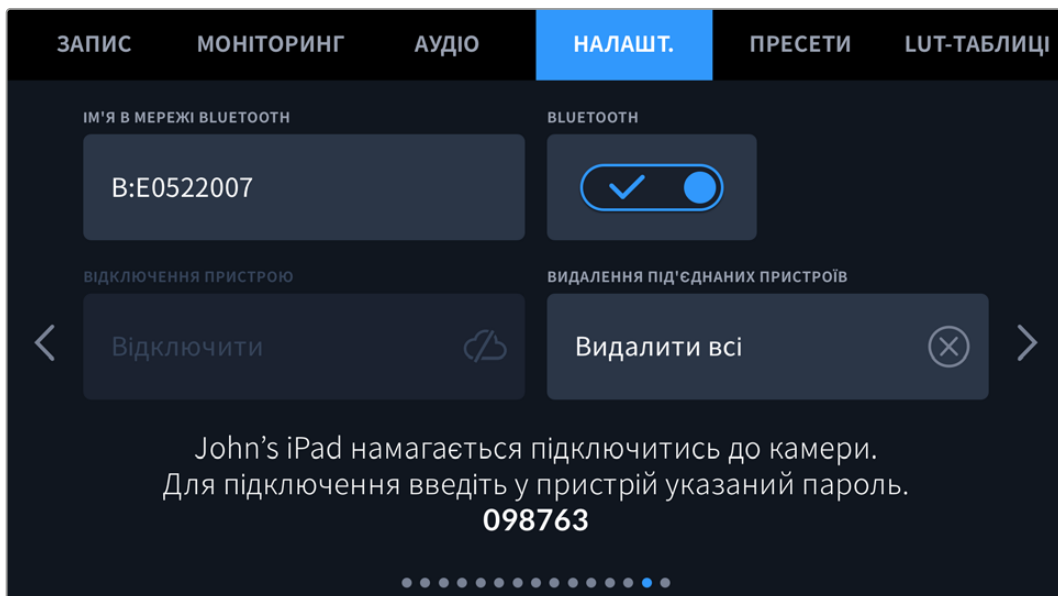 ЗАПИС МОНІТОРИНГ АУДІО НАЛАШТ. ПРЕСЕТИ LUT-ТАБЛИЦІ
ІМ'Я В МЕРЕЖІ BLUETOOTH BLUETOOTH
B:E0522007
ВІДКЛЮЧЕННЯ ПРИСТРОЮ ВИДАЛЕННЯ ПІД'ЄДНАНИХ ПРИСТРОЇВ
Відключити Видалити всі
John’s iPad намагається підключитись до камери.
Для підключення введіть у пристрій указаний пароль.
098763